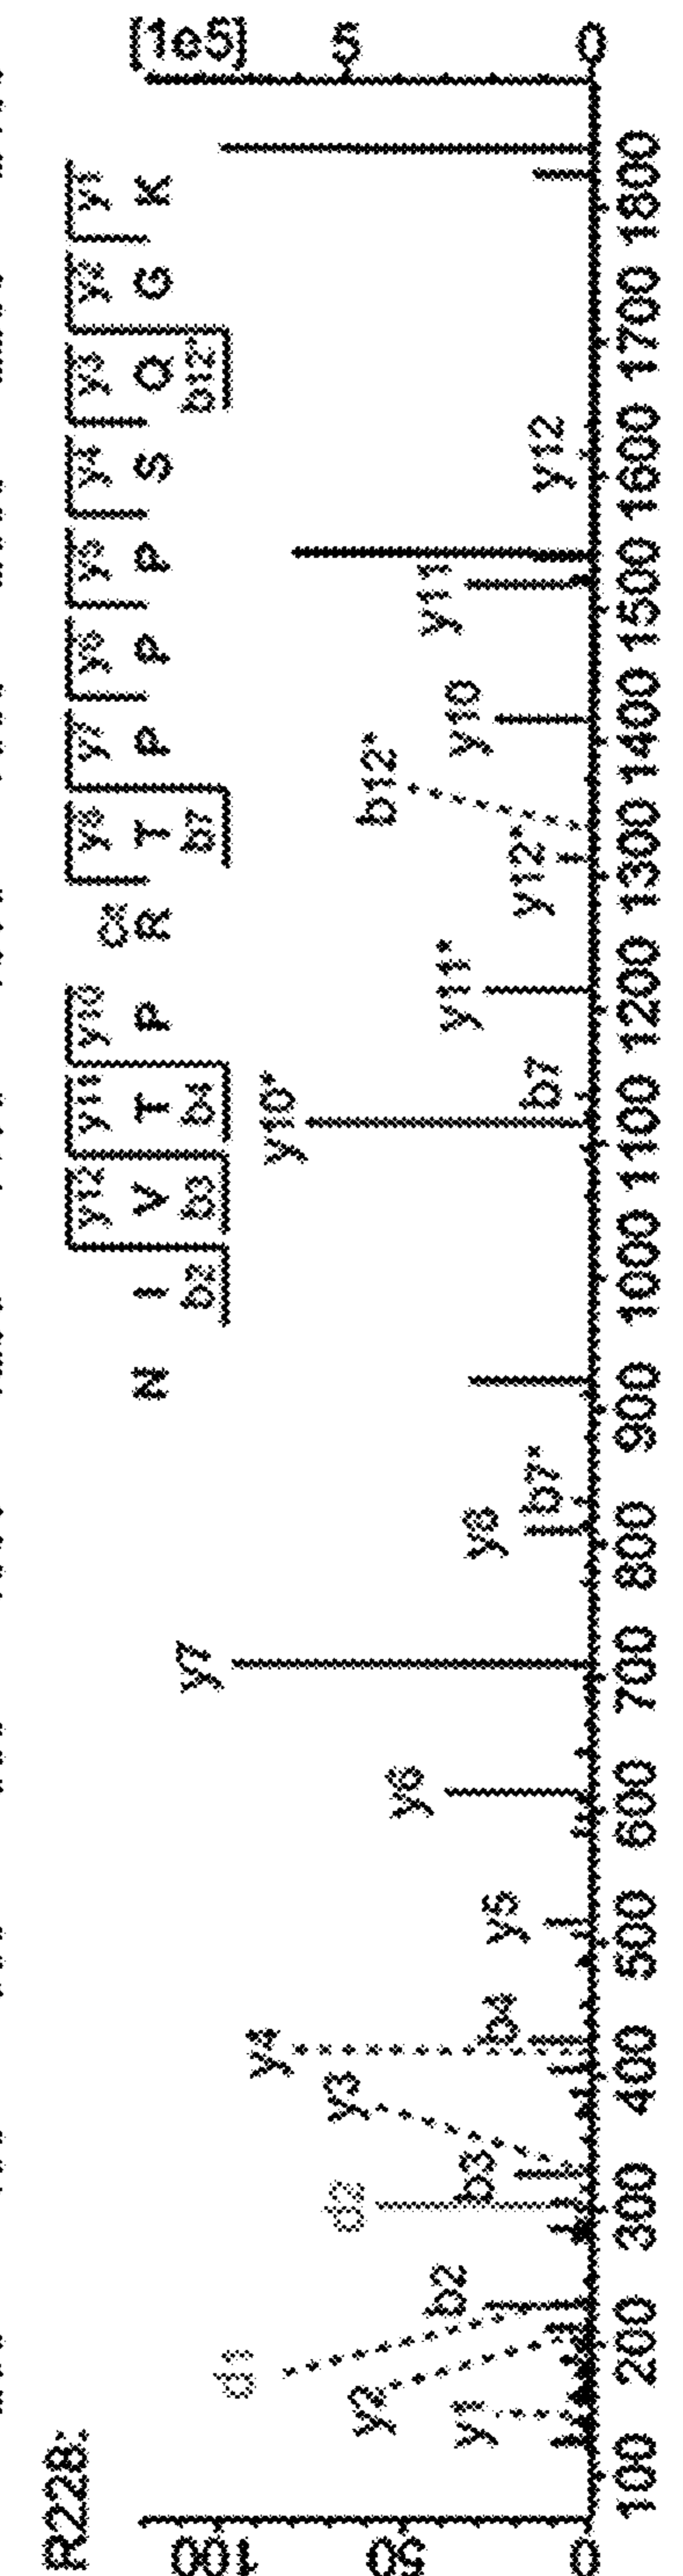 R228:
y12 y11 y10 y8 y7 y6 y5 y4 y3 y2 y1
N I V T P R T P P P S Q G K
b2 b3 b4 b7 b12*
100
50
0
[1e5]
5
0
y7
d1
y4
y10*
d2
y3
b12*
y2
y6
b2
y1
b3
b4
y5
y8
b7*
b7
y11*
y12*
y10
y11
y12
100 200 300 400 500 600 700 800 900 1000 1100 1200 1300 1400 1500 1600 1700 1800